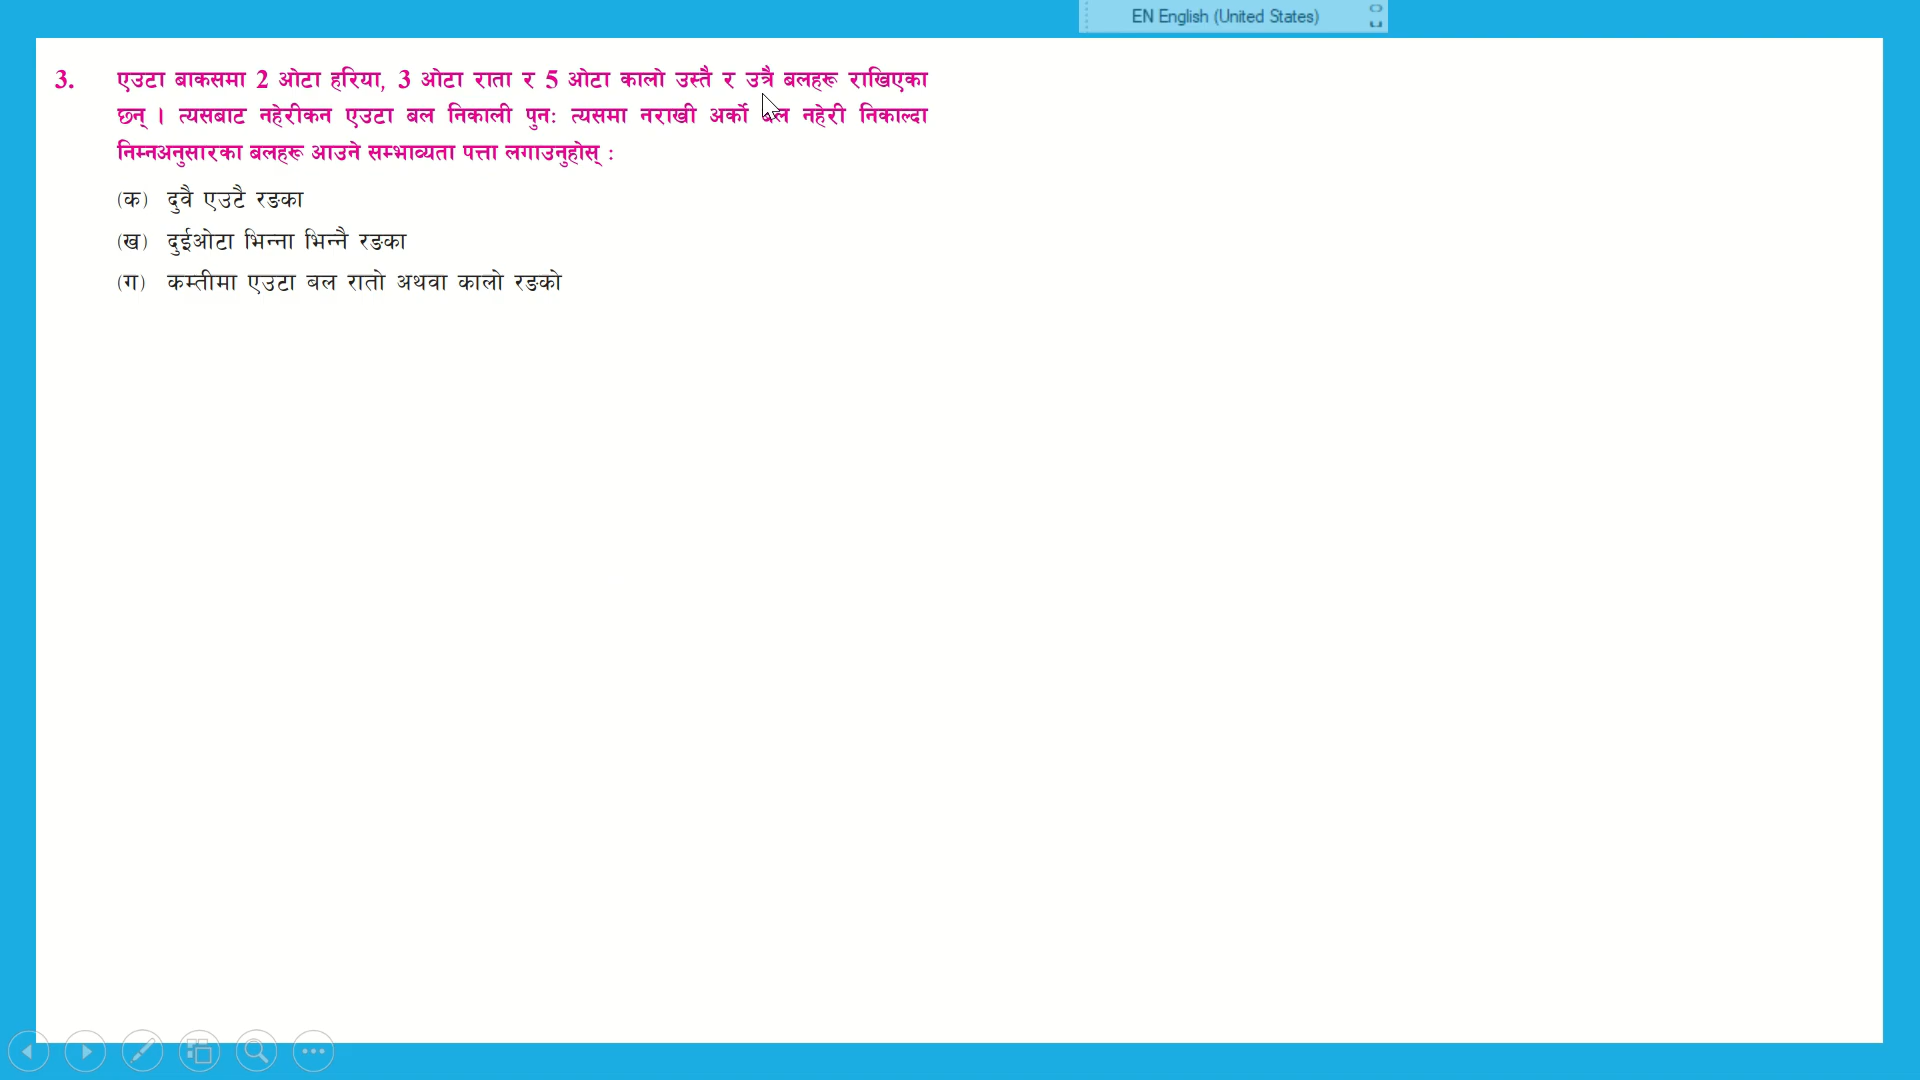 EN English (United States)
3. एउटा बाकसमा 2 ओटा हरिया, 3 ओटा राता र 5 ओटा कालो उस्तै र उत्रै बलहरू राखिएका
छन् । त्यसबाट नहेरीकन एउटा बल निकाली पुनः त्यसमा नराखी अर्को बल नहेरी निकाल्दा
निम्नअनुसारका बलहरू आउने सम्भाव्यता पत्ता लगाउनुहोस् :
(क) दुवै एउटै रङका
(ख) दुईओटा भिन्ना भिन्नै रङका
(ग) कम्तीमा एउटा बल रातो अथवा कालो रङको